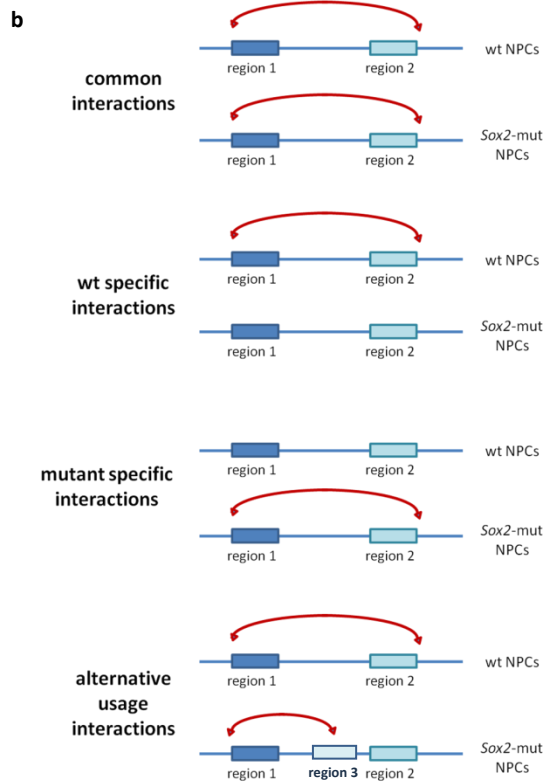 b
wt NPCs
region 1 region 2
common
interactions
Sox2-mut
NPCs
region 1 region 2
wt NPCs
region 1 region 2
wt specific
interactions
Sox2-mut
NPCs
region 1 region 2
wt NPCs
region 1 region 2
mutant specific
interactions
Sox2-mut
NPCs
region 1 region 2
wt NPCs
region 1 region 2
alternative
usage
interactions
Sox2-mut
NPCs
region 1 region 3 region 2